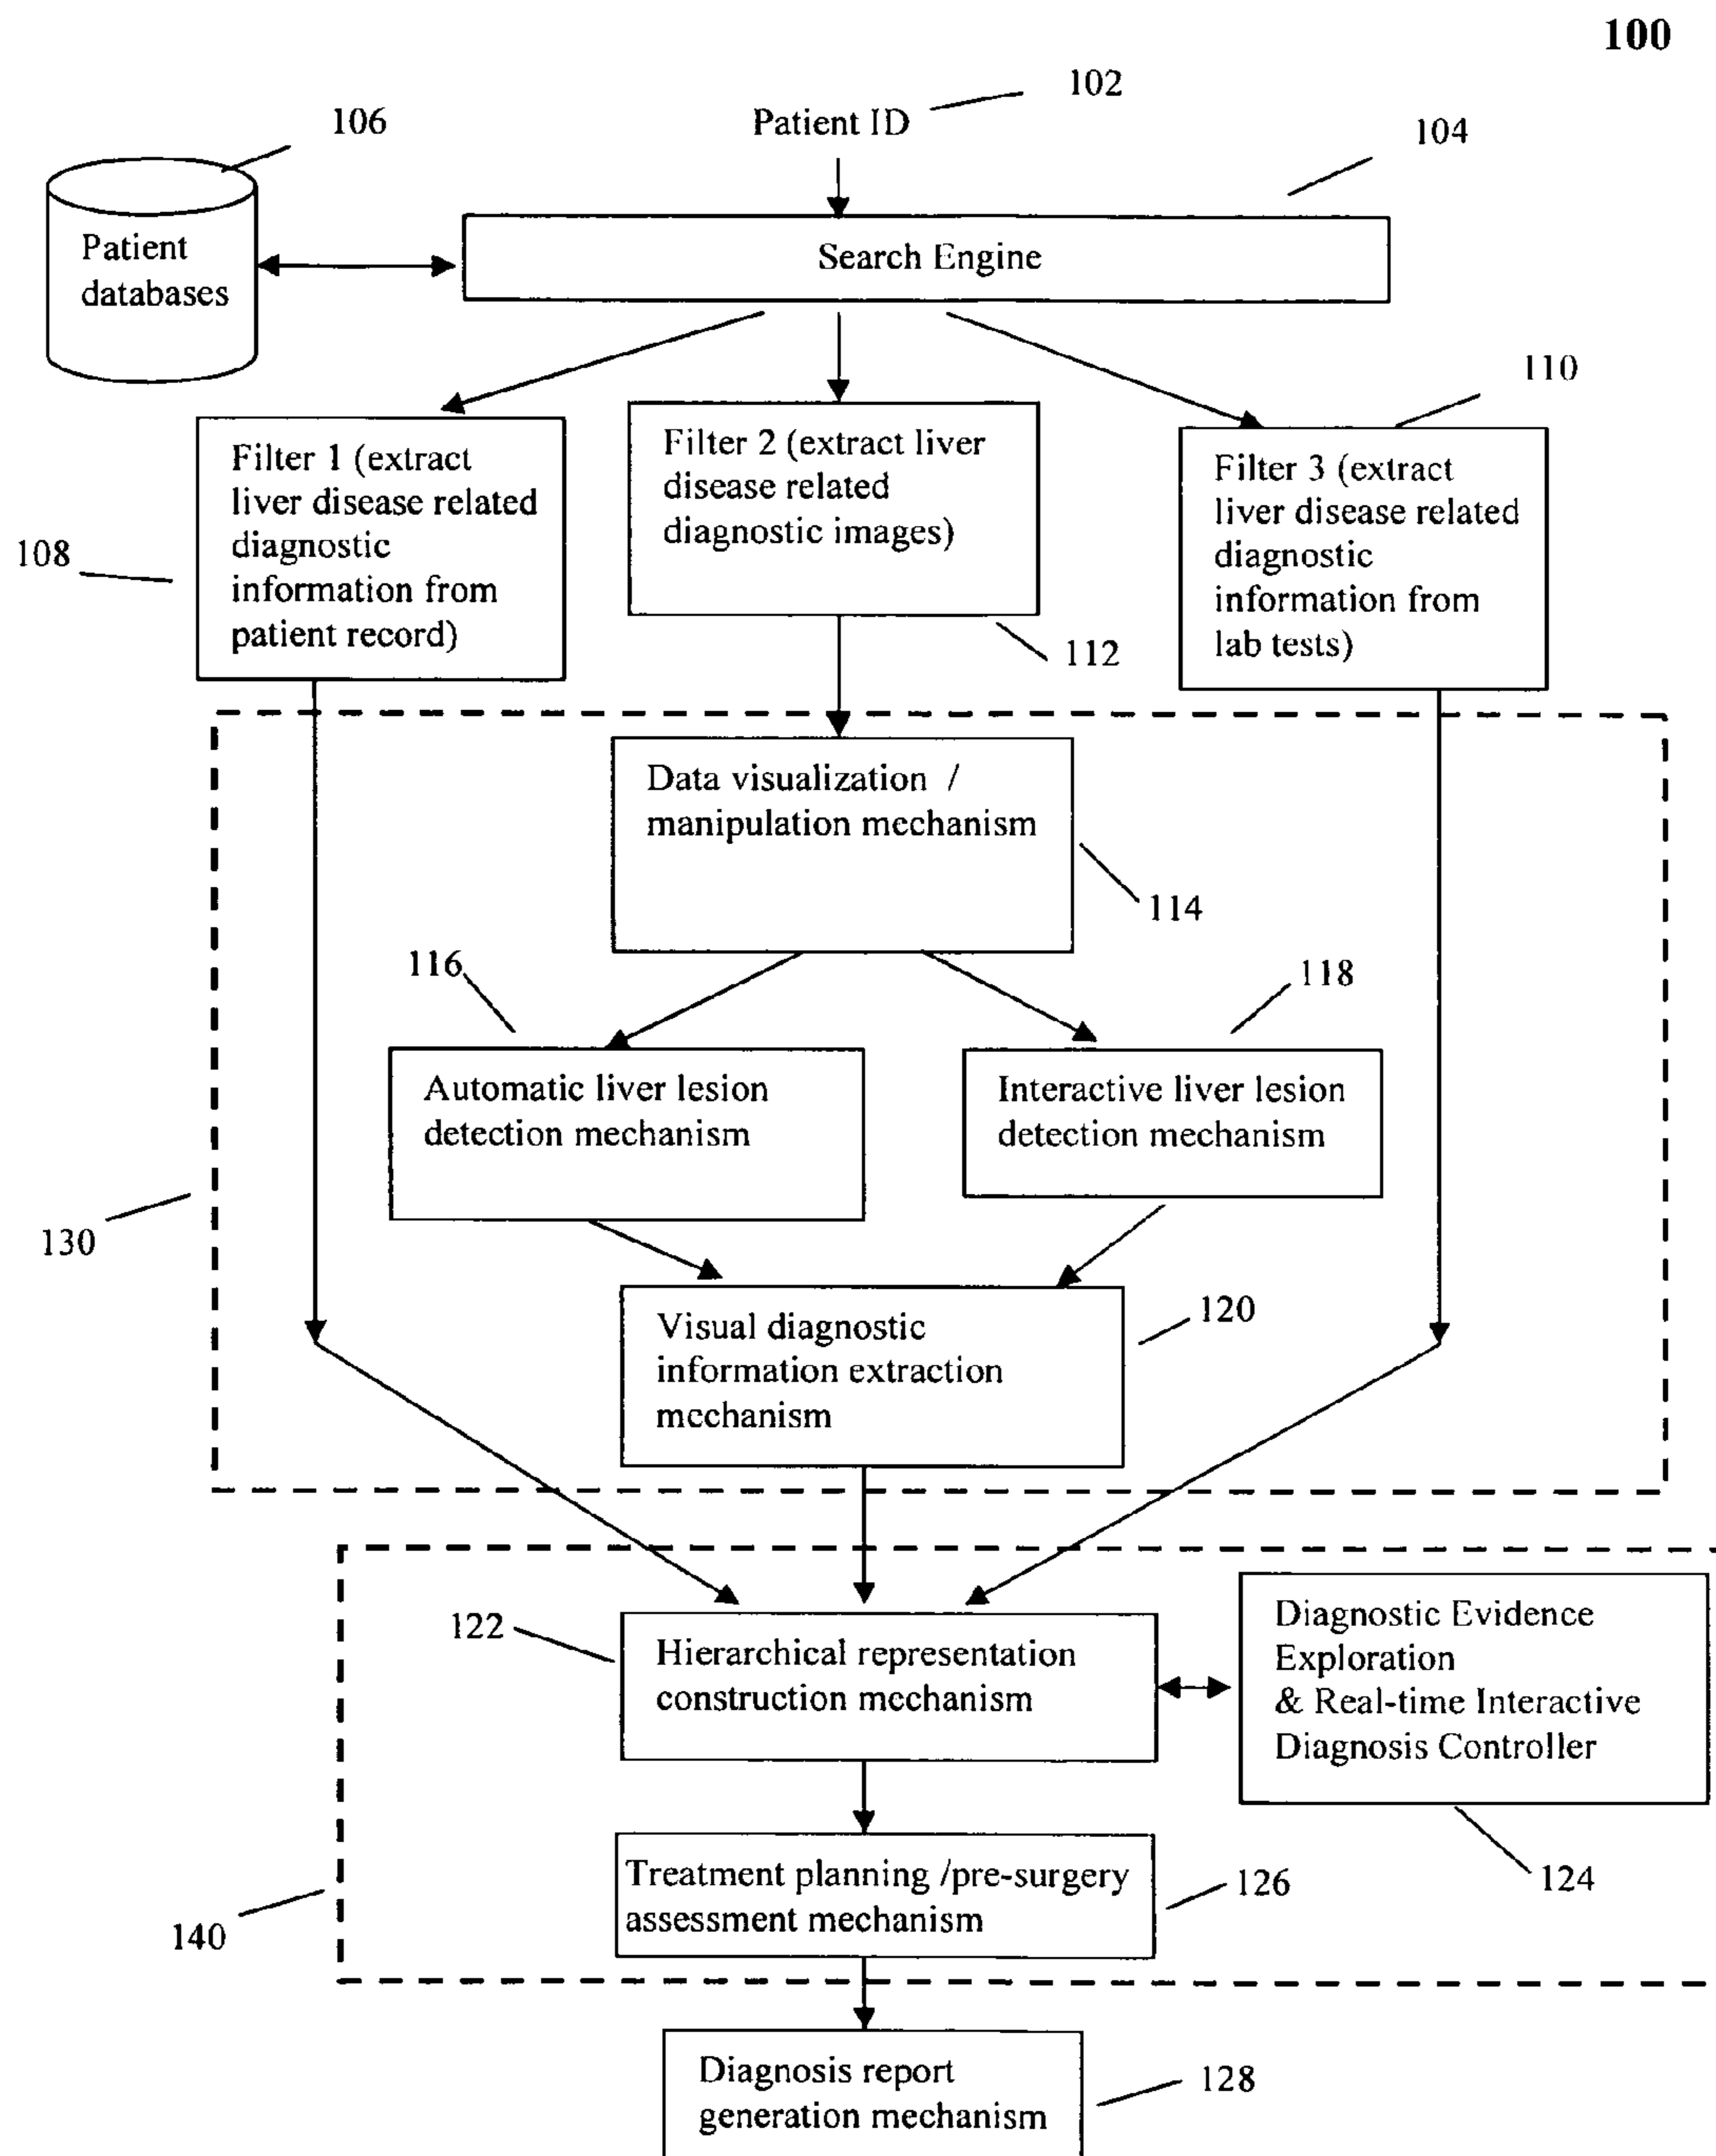 100
102
Patient ID
106
104
Patient
databases
Search Engine
110
Filter 1 (extract
liver disease related
diagnostic
information from
patient record)
Filter 2 (extract liver
disease related
diagnostic images)
Filter 3 (extract
liver disease related
diagnostic
information from
lab tests)
108
112
Data visualization /
manipulation mechanism
114
116
118
Automatic liver lesion
detection mechanism
Interactive liver lesion
detection mechanism
130
120
Visual diagnostic
information extraction
mechanism
122
Hierarchical representation
construction mechanism
Diagnostic Evidence
Exploration
& Real-time Interactive
Diagnosis Controller
124
Treatment planning /pre-surgery
assessment mechanism
126
140
Diagnosis report
generation mechanism
128